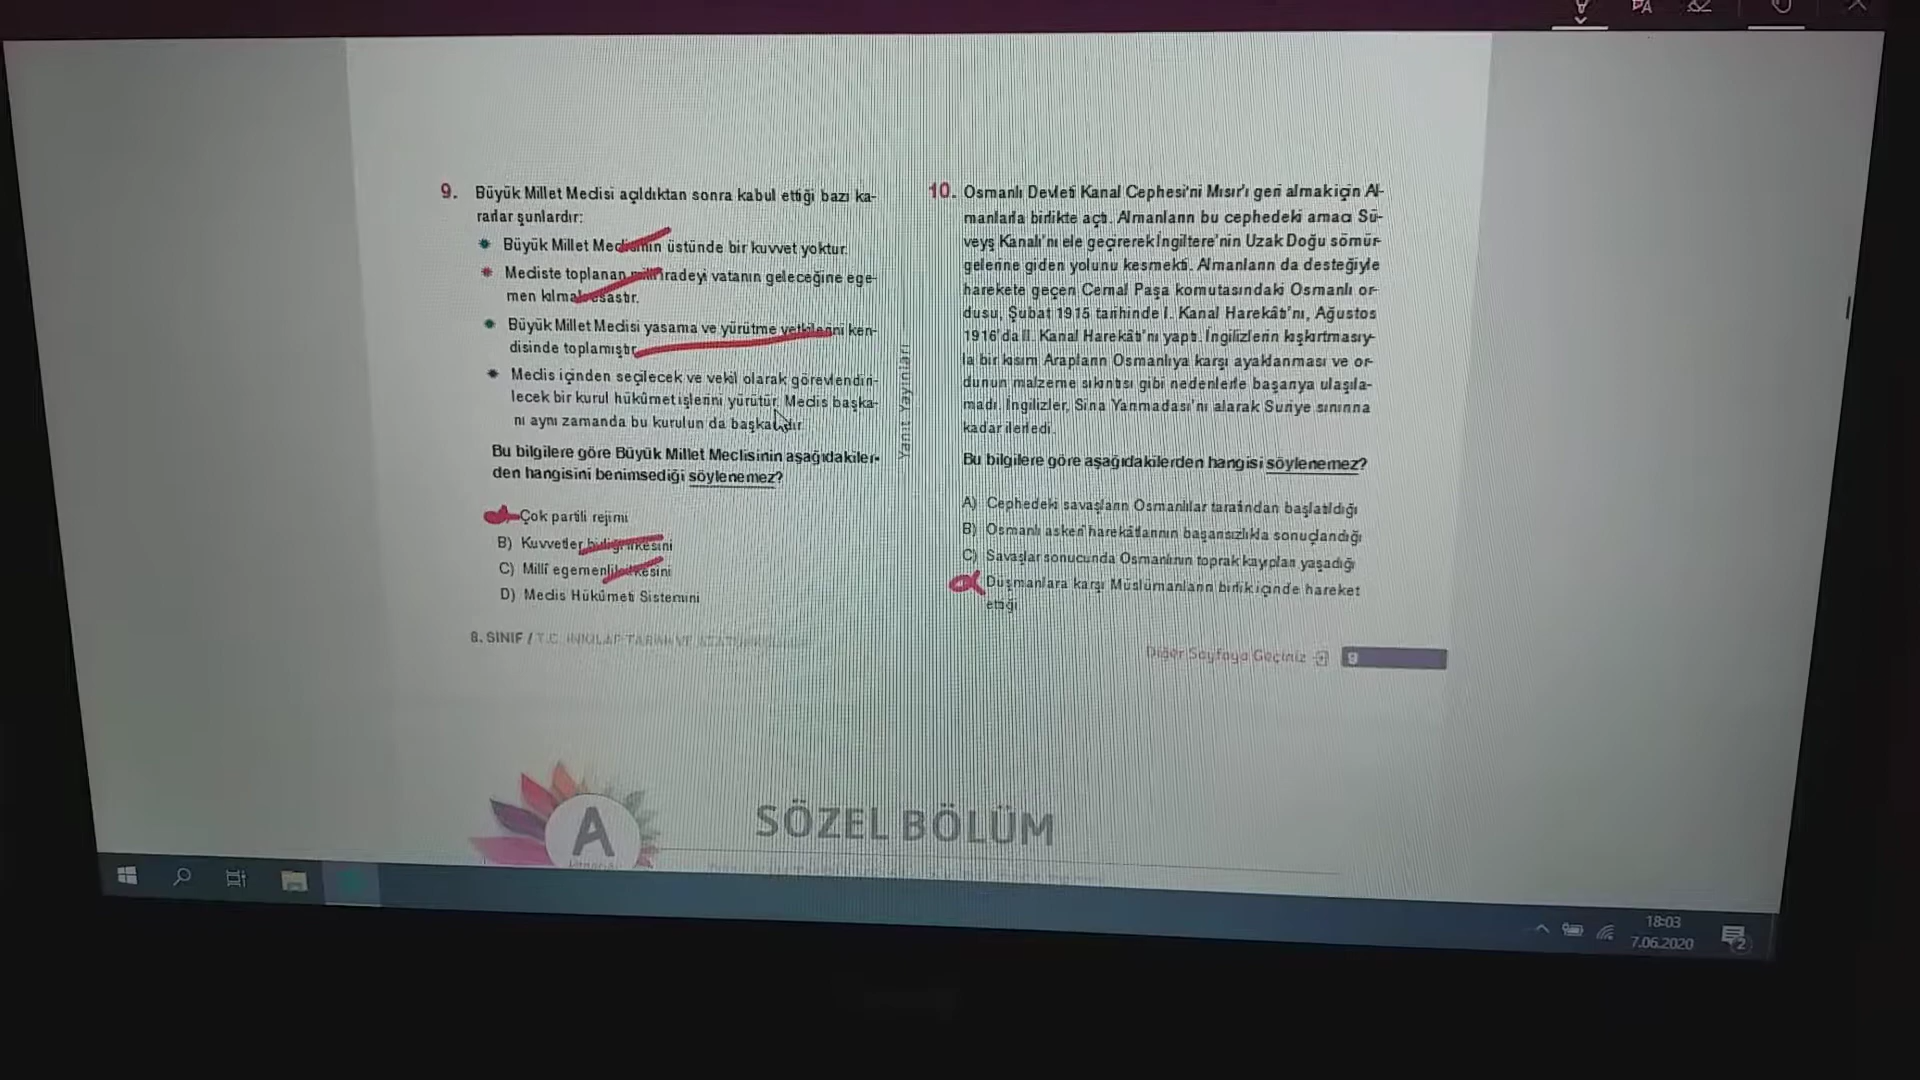 9. Büyük Millet Meclisi açıldıktan sonra kabul ettiği bazı ka-
rarlar şunlardır:
Büyük Millet Meclisinin üstünde bir kuvvet yoktur.
Mecliste toplanan millî iradeyi vatanın geleceğine ege-
men kılmak esastır.
Büyük Millet Meclisi yasama ve yürütme yetkilerini ken-
disinde toplamıştır.
Meclis içinden seçilecek ve vekil olarak görevlendiri-
lecek bir kurul hükûmet işlerini yürütür. Meclis başka-
nı aynı zamanda bu kurulun da başkanıdır.
Bu bilgilere göre Büyük Millet Meclisinin aşağıdakiler-
den hangisini benimsediği söylenemez?
Çok partili rejimi
B) Kuvvetler birliği ilkesini
C) Millî egemenlik ilkesini
D) Meclis Hükûmeti Sistemini
8. SINIF / T.C. İNKILAP TARİHİ VE
Yanıt Yayınları
10. Osmanlı Devleti Kanal Cephesi'ni Mısır'ı geri almak için Al-
manlarla birlikte açtı. Almanların bu cephedeki amacı Sü-
veyş Kanalı'nı ele geçirerek İngiltere'nin Uzak Doğu sömür-
gelerine giden yolunu kesmekti. Almanların da desteğiyle
harekete geçen Cemal Paşa komutasındaki Osmanlı or-
dusu, Şubat 1915 tarihinde I. Kanal Harekâtı'nı, Ağustos
1916'da II. Kanal Harekâtı'nı yaptı. İngilizlerin kışkırtmasıy-
la bir kısım Arapların Osmanlıya karşı ayaklanması ve or-
dunun malzeme sıkıntısı gibi nedenlerle başarıya ulaşıla-
madı. İngilizler, Sina Yarımadası'nı alarak Suriye sınırına
kadar ilerledi.
Bu bilgilere göre aşağıdakilerden hangisi söylenemez?
A) Cephedeki savaşların Osmanlılar tarafından başlatıldığı
B) Osmanlı askerî harekâtlarının başarısızlıkla sonuçlandığı
C) Savaşlar sonucunda Osmanlının toprak kayıpları yaşadığı
Düşmanlara karşı Müslümanların birlik içinde hareket
ettiği
Diğer Sayfaya Geçiniz
9
A
SÖZEL BÖLÜM
18:03
7.06.2020
2